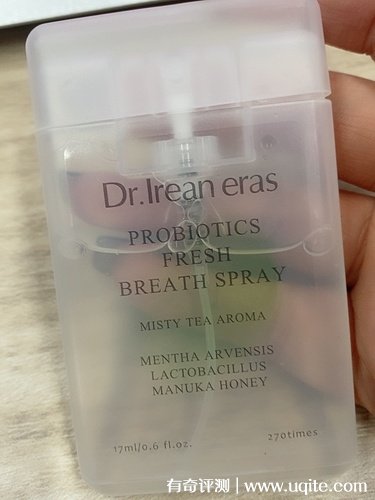 Dr.Irean eras
PROBIOTICS
FRESH
BREATH SPRAY
MISTY TEA AROMA
MENTHA ARVENSIS
LACTOBACILLUS
MANUKA HONEY
17ml/0.6 fl.oz. 270times
有奇评测 | www.uqite.com